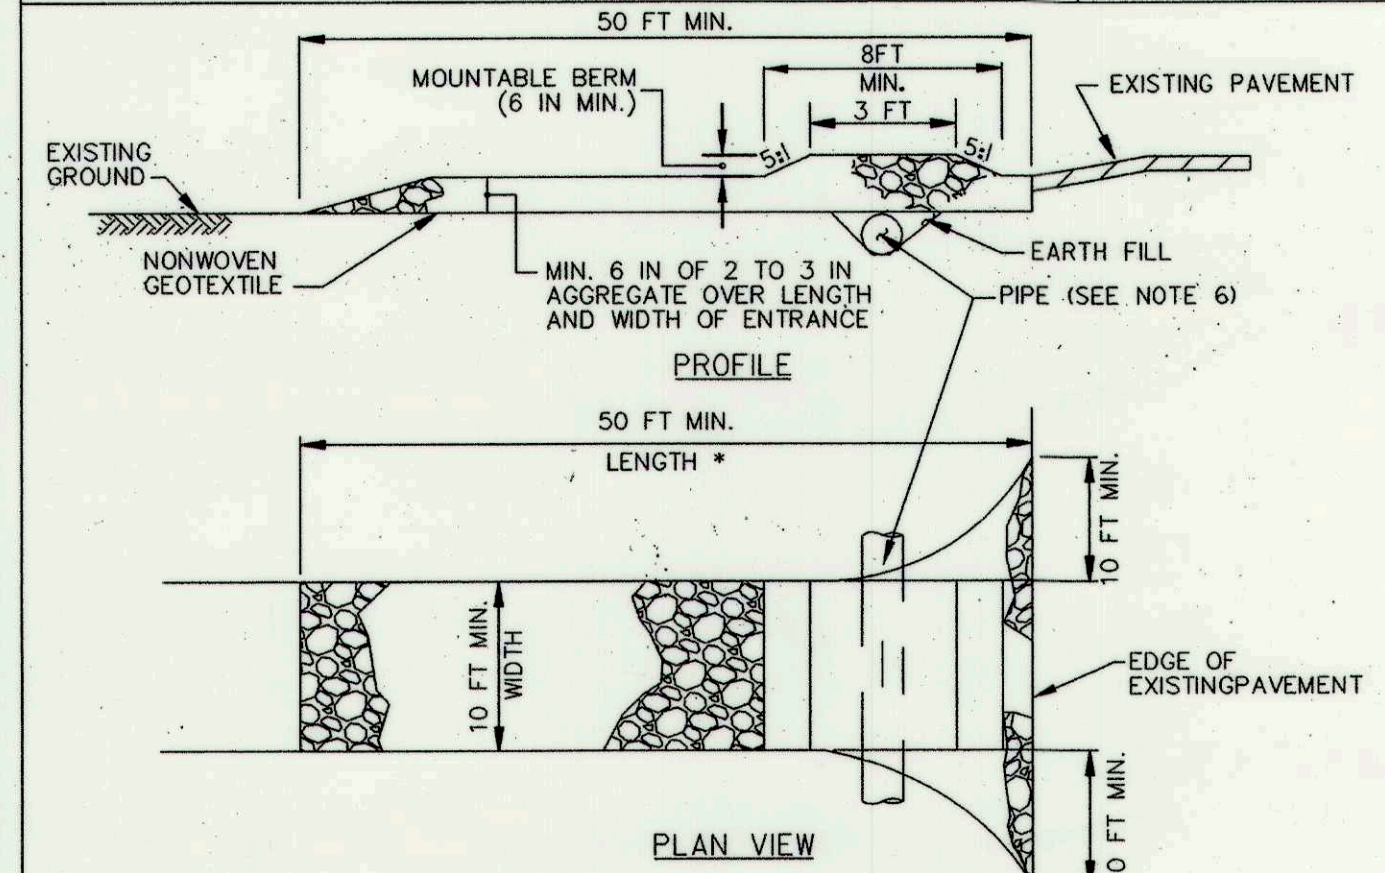 50 FT MIN.
8FT
MIN.
MOUNTABLE BERM
(6 IN MIN.)
3 FT
EXISTING PAVEMENT
5:1
5:1
EXISTING
GROUND
NONWOVEN
GEOTEXTILE
MIN. 6 IN OF 2 TO 3 IN
AGGREGATE OVER LENGTH
AND WIDTH OF ENTRANCE
EARTH FILL
PIPE (SEE NOTE 6)
PROFILE
50 FT MIN.
LENGTH *
10 FT MIN.
10 FT MIN.
WIDTH
EDGE OF
EXISTINGPAVEMENT
0 FT MIN.
PLAN VIEW